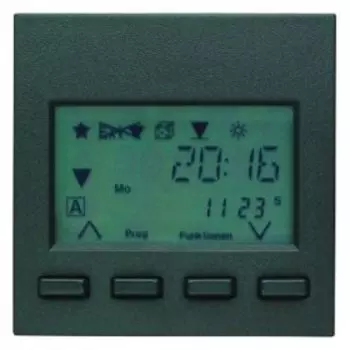 20:16
Mo
A 11 23 S
Prog Funktionen